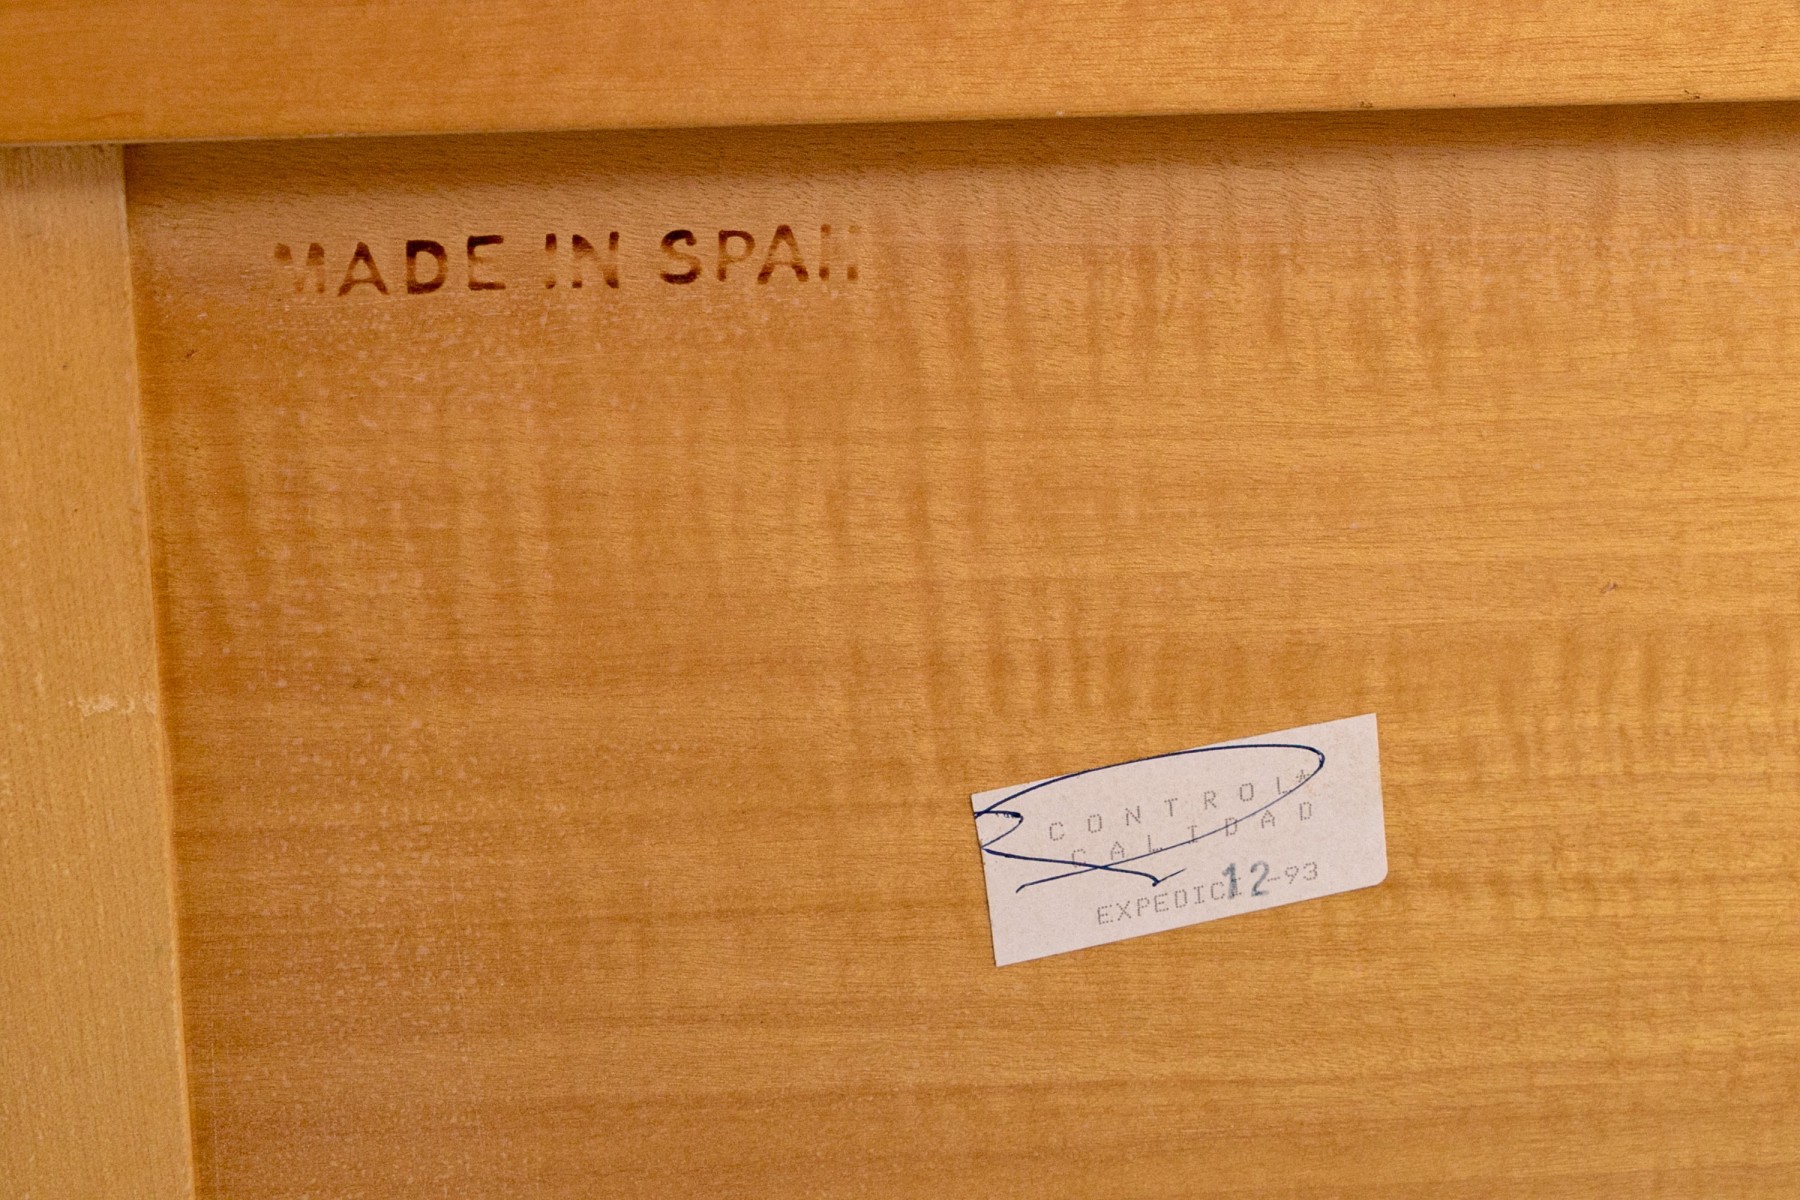 MADE IN SPAIN
CONTROL*
CALIDAD
EXPEDIC 12-93